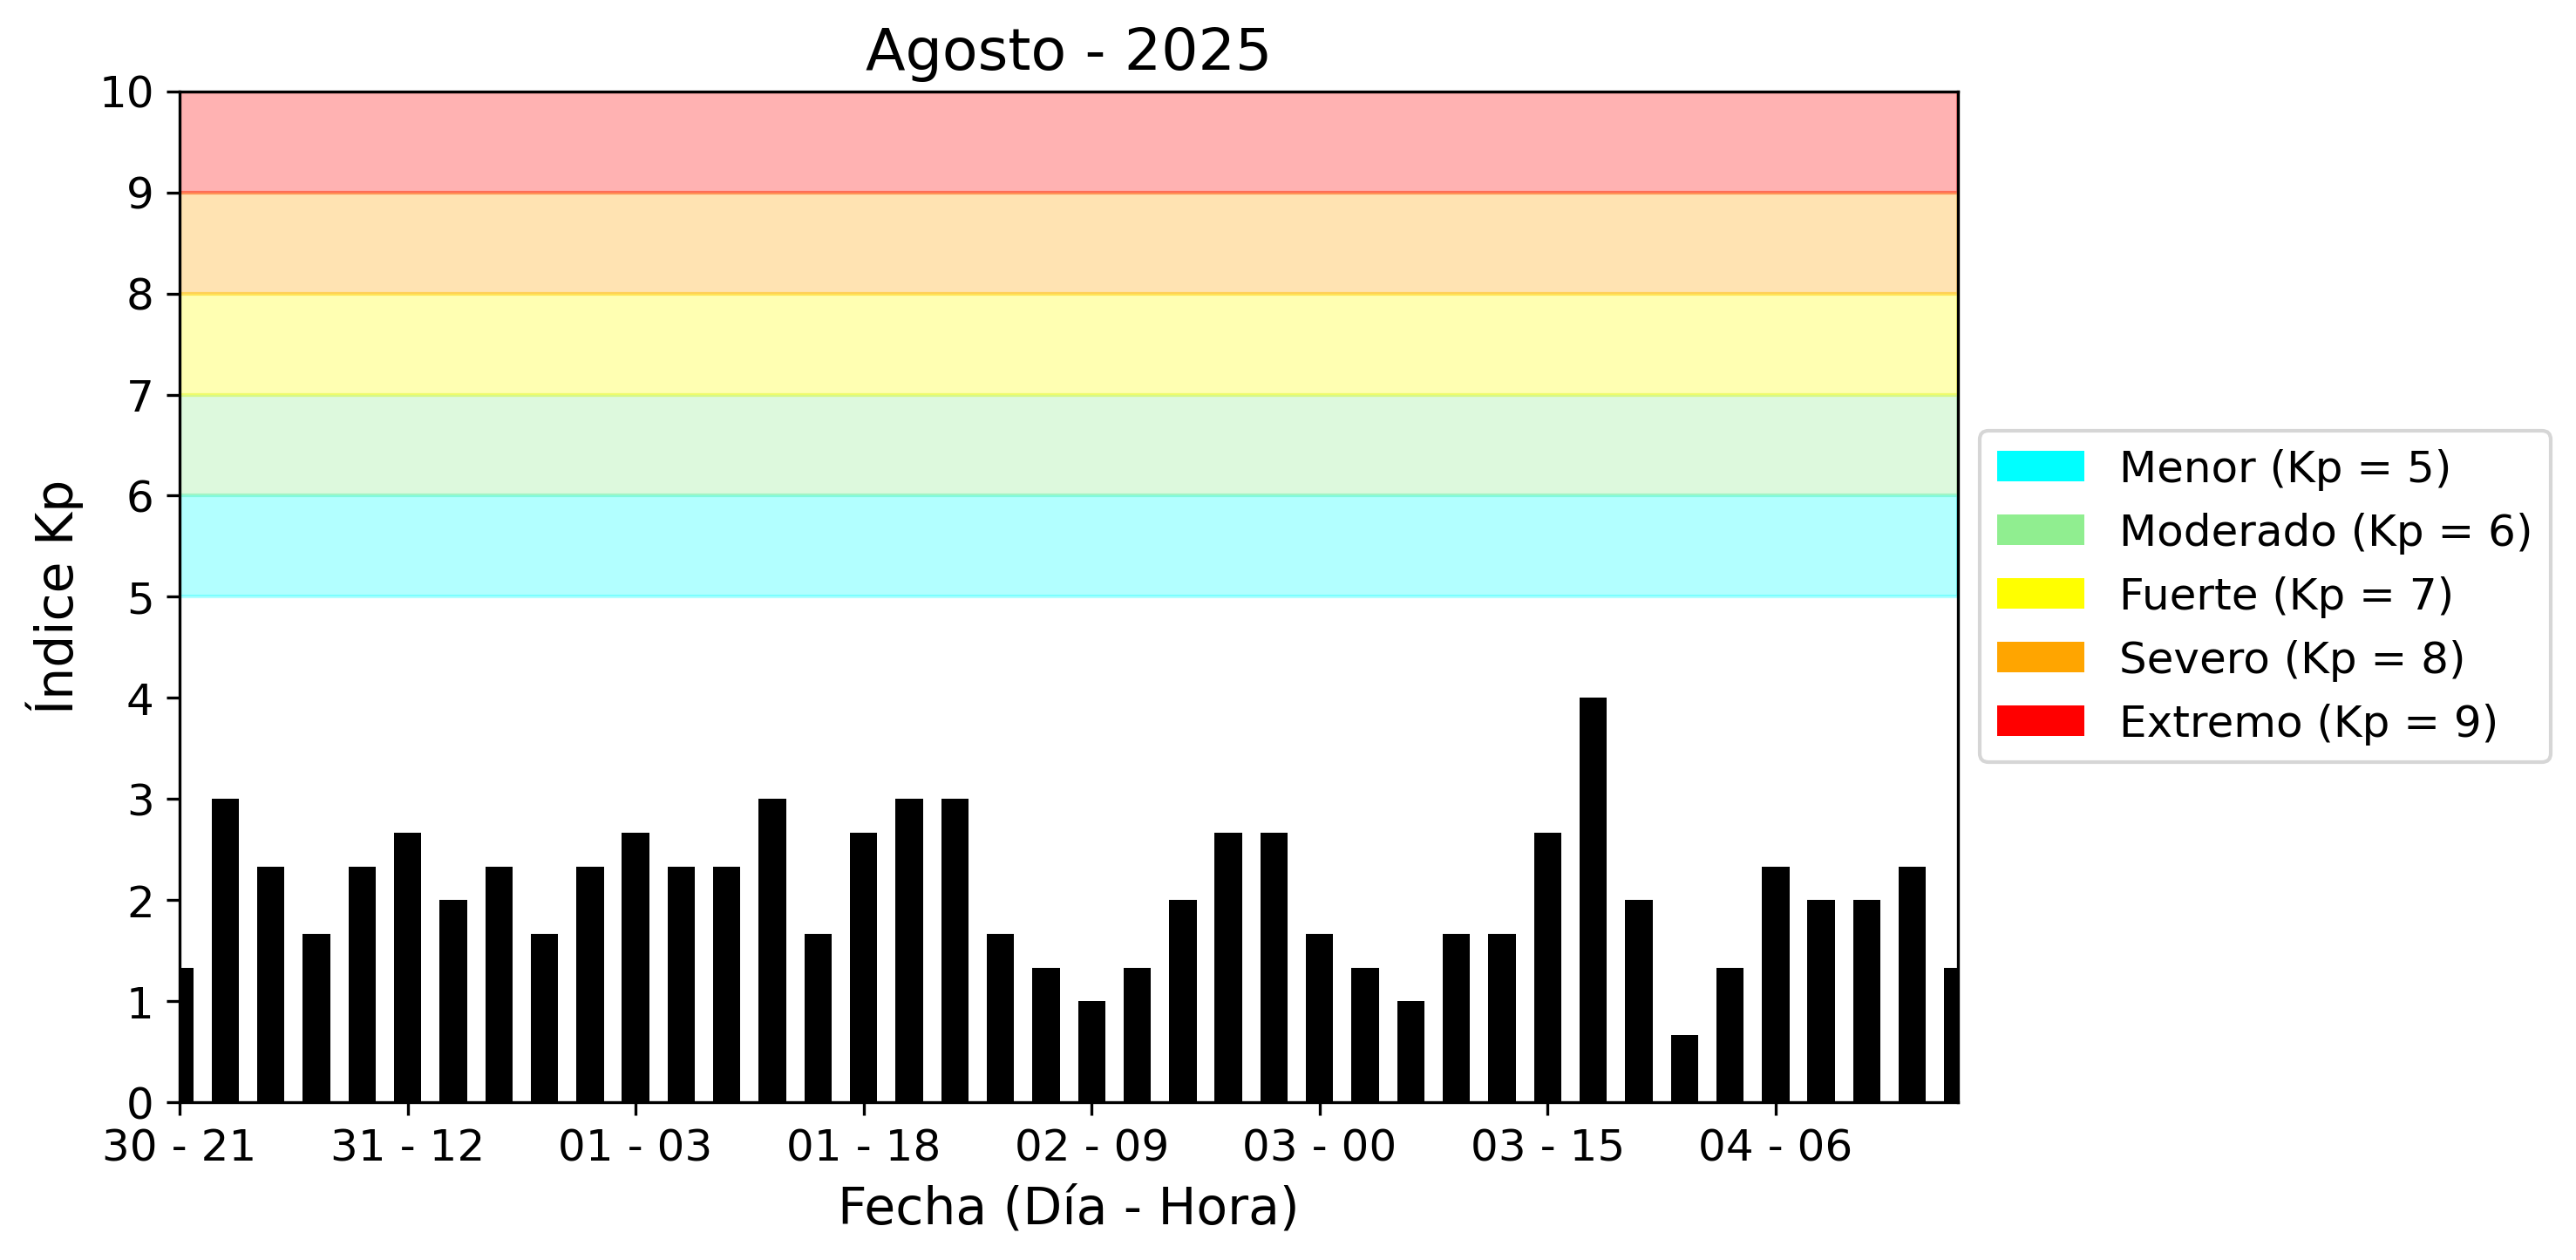 Agosto - 2025
10
9
8
7
6
5
4
3
2
1
0
Índice Kp
30 - 21
31 - 12
01 - 03
01 - 18
02 - 09
03 - 00
03 - 15
04 - 06
Fecha (Día - Hora)
Menor (Kp = 5)
Moderado (Kp = 6)
Fuerte (Kp = 7)
Severo (Kp = 8)
Extremo (Kp = 9)